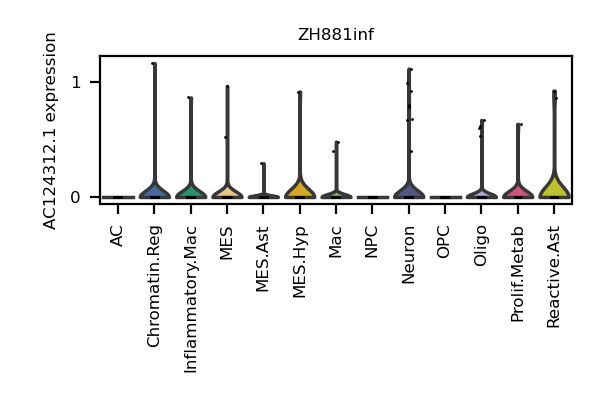 ZH881inf
AC124312.1 expression
1
0
AC
Chromatin.Reg
Inflammatory.Mac
MES
MES.Ast
MES.Hyp
Mac
NPC
Neuron
OPC
Oligo
Prolif.Metab
Reactive.Ast